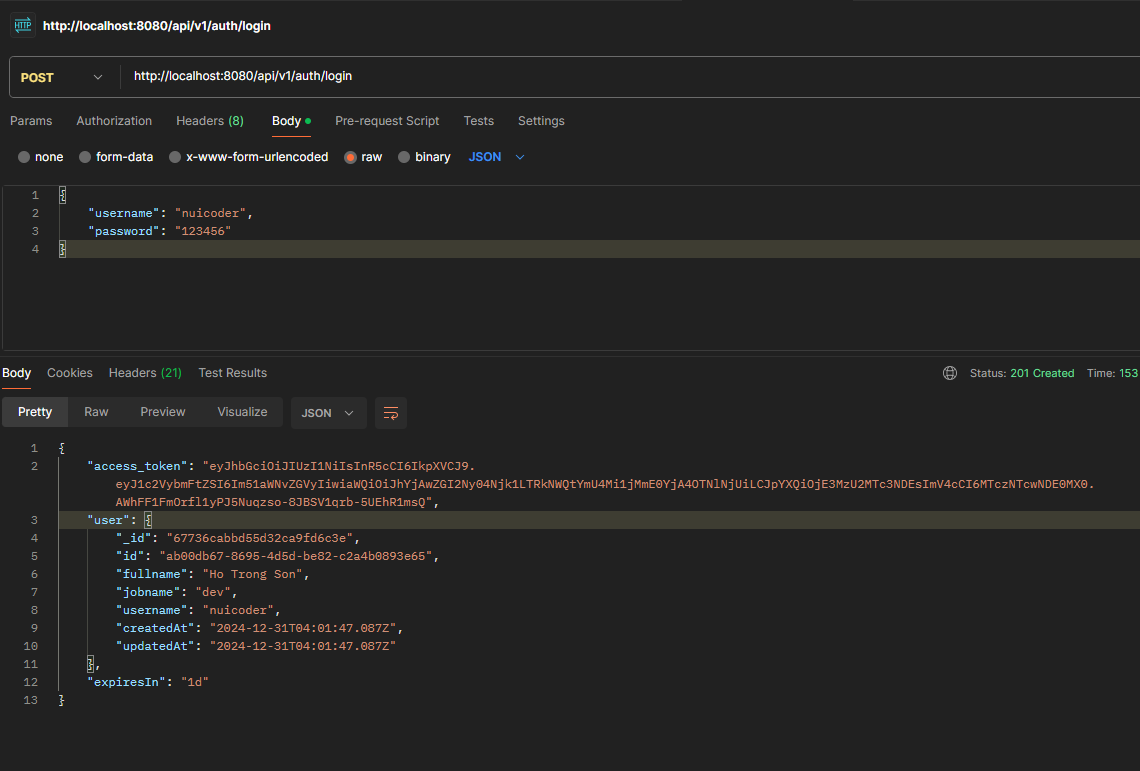 HTTP http://localhost:8080/api/v1/auth/login
POST http://localhost:8080/api/v1/auth/login
Params Authorization Headers (8) Body Pre-request Script Tests Settings
none form-data x-www-form-urlencoded raw binary JSON
1 {
2 "username": "nuicoder",
3 "password": "123456"
4 }
Body Cookies Headers (21) Test Results Status: 201 Created Time: 153
Pretty Raw Preview Visualize JSON
1 {
2 "access_token": "eyJhbGciOiJIUzI1NiIsInR5cCI6IkpXVCJ9.
eyJ1c2VybmFtZSI6Im51aWNvZGVyIiwiaWQiOiJhYjAwZGI2Ny04Njk1LTRkNWQtYmU4Mi1jMmE0YjA4OTNlNjUiLCJpYXQiOjE3MzU2MTc3NDEsImV4cCI6MTczNTcwNDE0MX0.
AWhFF1FmOrfl1yPJ5Nuqzso-8JBSV1qrb-5UEhR1msQ",
3 "user": {
4 "_id": "67736cabbd55d32ca9fd6c3e",
5 "id": "ab00db67-8695-4d5d-be82-c2a4b0893e65",
6 "fullname": "Ho Trong Son",
7 "jobname": "dev",
8 "username": "nuicoder",
9 "createdAt": "2024-12-31T04:01:47.087Z",
10 "updatedAt": "2024-12-31T04:01:47.087Z"
11 },
12 "expiresIn": "1d"
13 }